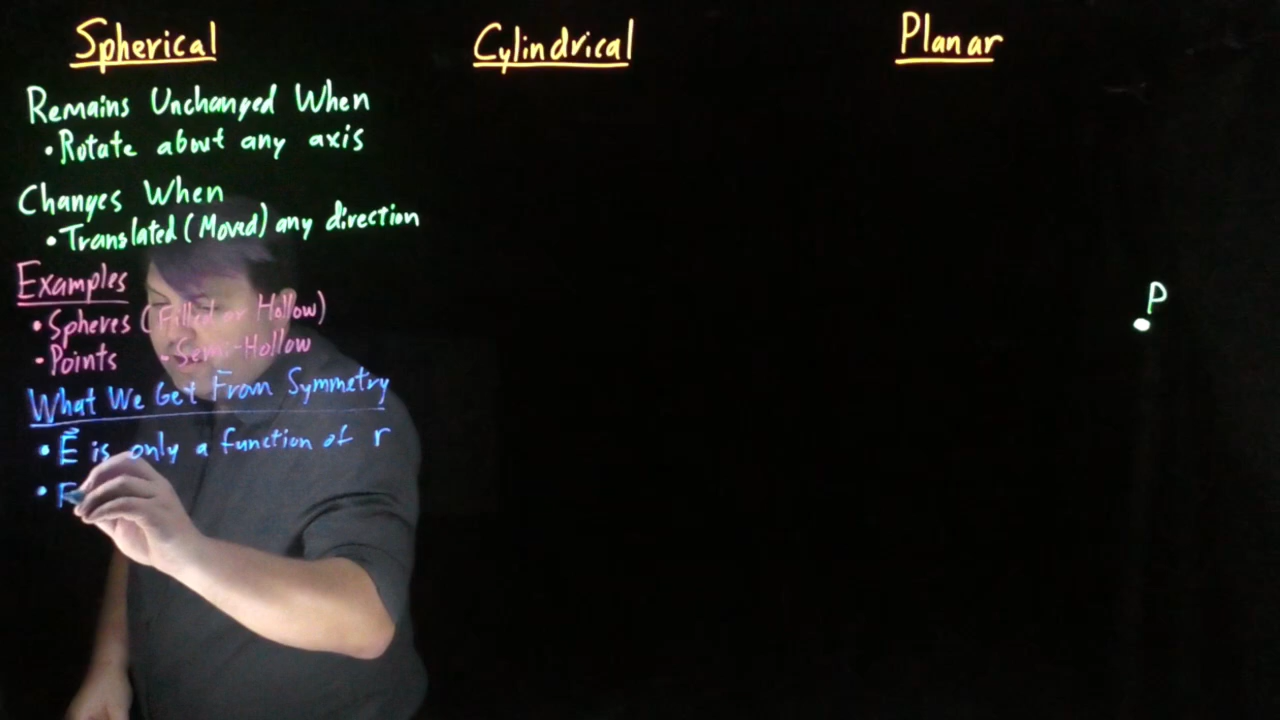 Spherical
Cylindrical
Planar
Remains Unchanged When
• Rotate about any axis
Changes When
• Translated (Moved) any direction
Examples
• Spheres (Filled or Hollow)
• Points • Semi-Hollow
What We Get From Symmetry
• E⃗ is only a function of r
•
P